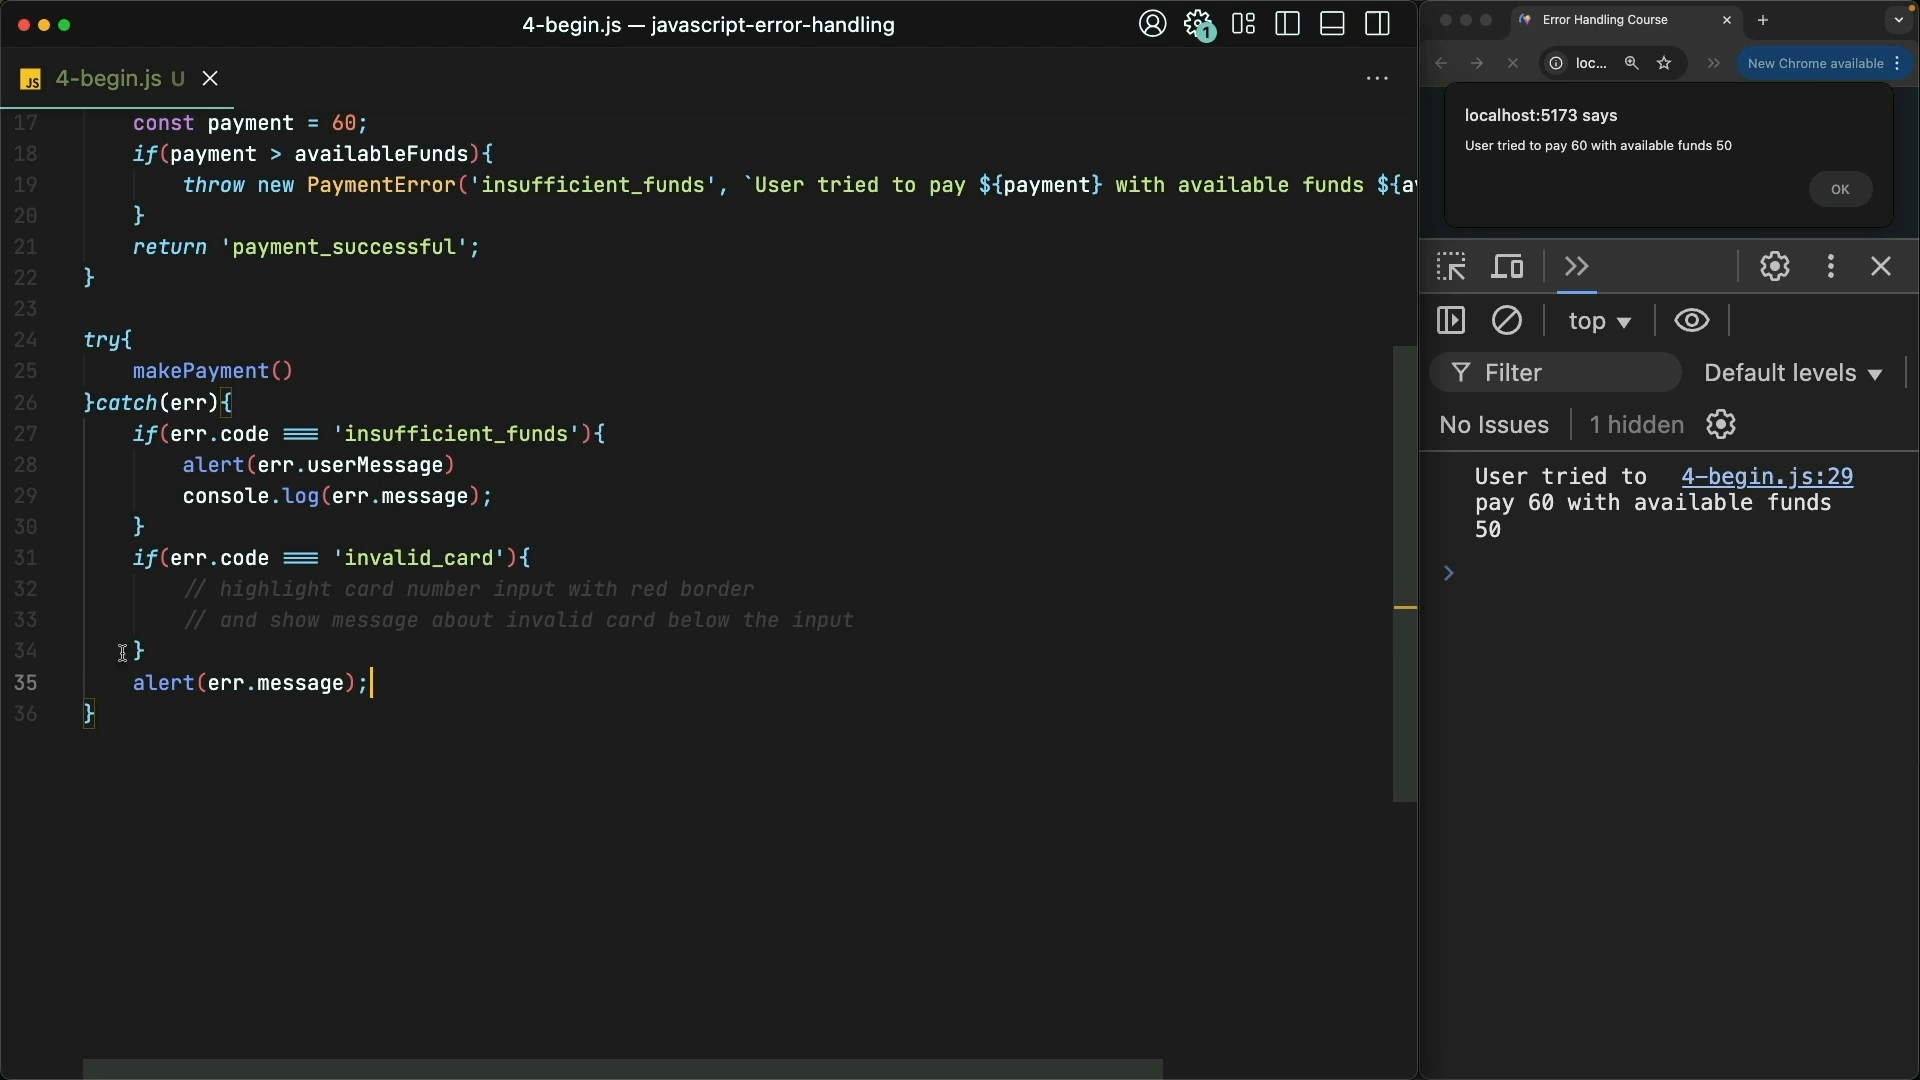 4-begin.js — javascript-error-handling
1
JS 4-begin.js U
17 const payment = 60;
18 if(payment > availableFunds){
19 throw new PaymentError('insufficient_funds', `User tried to pay ${payment} with available funds ${av
20 }
21 return 'payment_successful';
22 }
23
24 try{
25 makePayment()
26 }catch(err){
27 if(err.code === 'insufficient_funds'){
28 alert(err.userMessage)
29 console.log(err.message);
30 }
31 if(err.code === 'invalid_card'){
32 // highlight card number input with red border
33 // and show message about invalid card below the input
34 }
35 alert(err.message);
36 }
Error Handling Course
loc...
New Chrome available
localhost:5173 says
User tried to pay 60 with available funds 50
OK
top
Filter
Default levels
No Issues
1 hidden
User tried to 4-begin.js:29
pay 60 with available funds
50